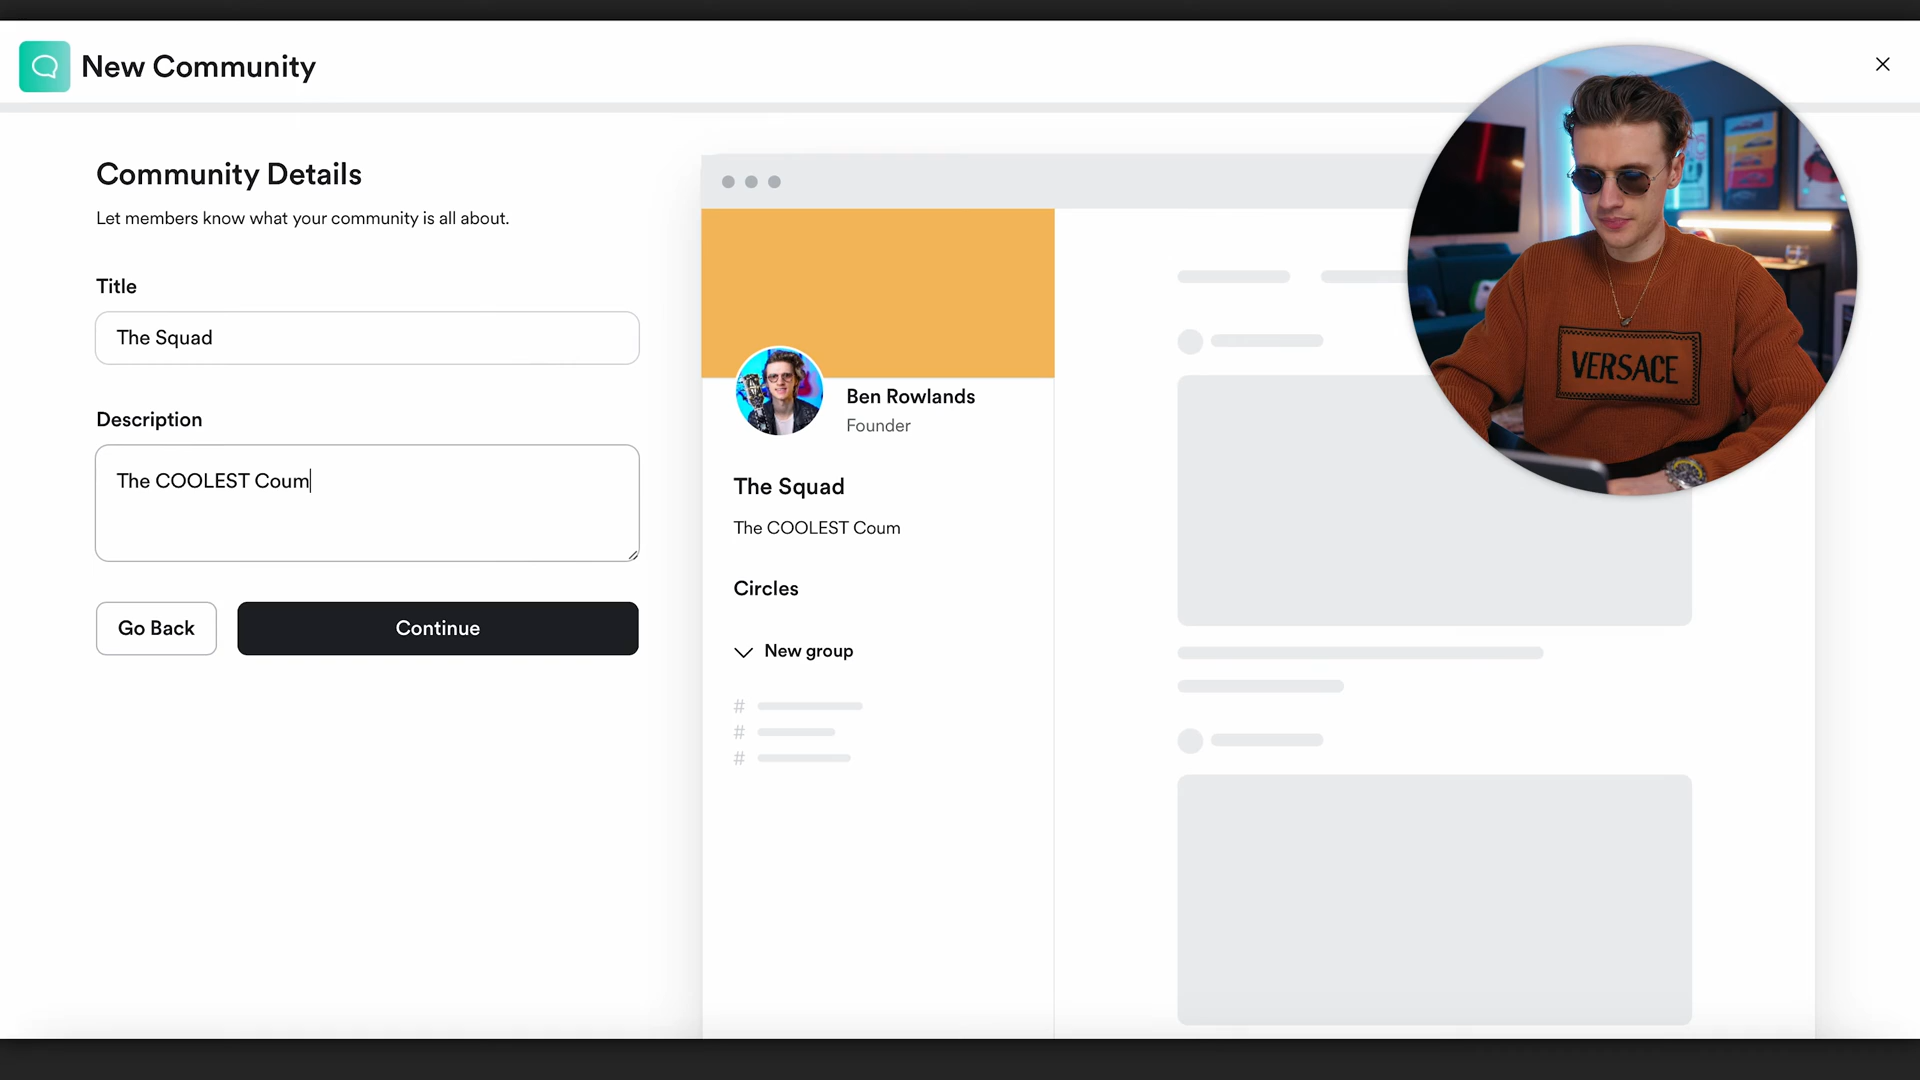 New Community
Community Details
Let members know what your community is all about.
Title
The Squad
Description
The COOLEST Coum
Go Back
Continue
Ben Rowlands
Founder
The Squad
The COOLEST Coum
Circles
New group
#
#
#
VERSACE